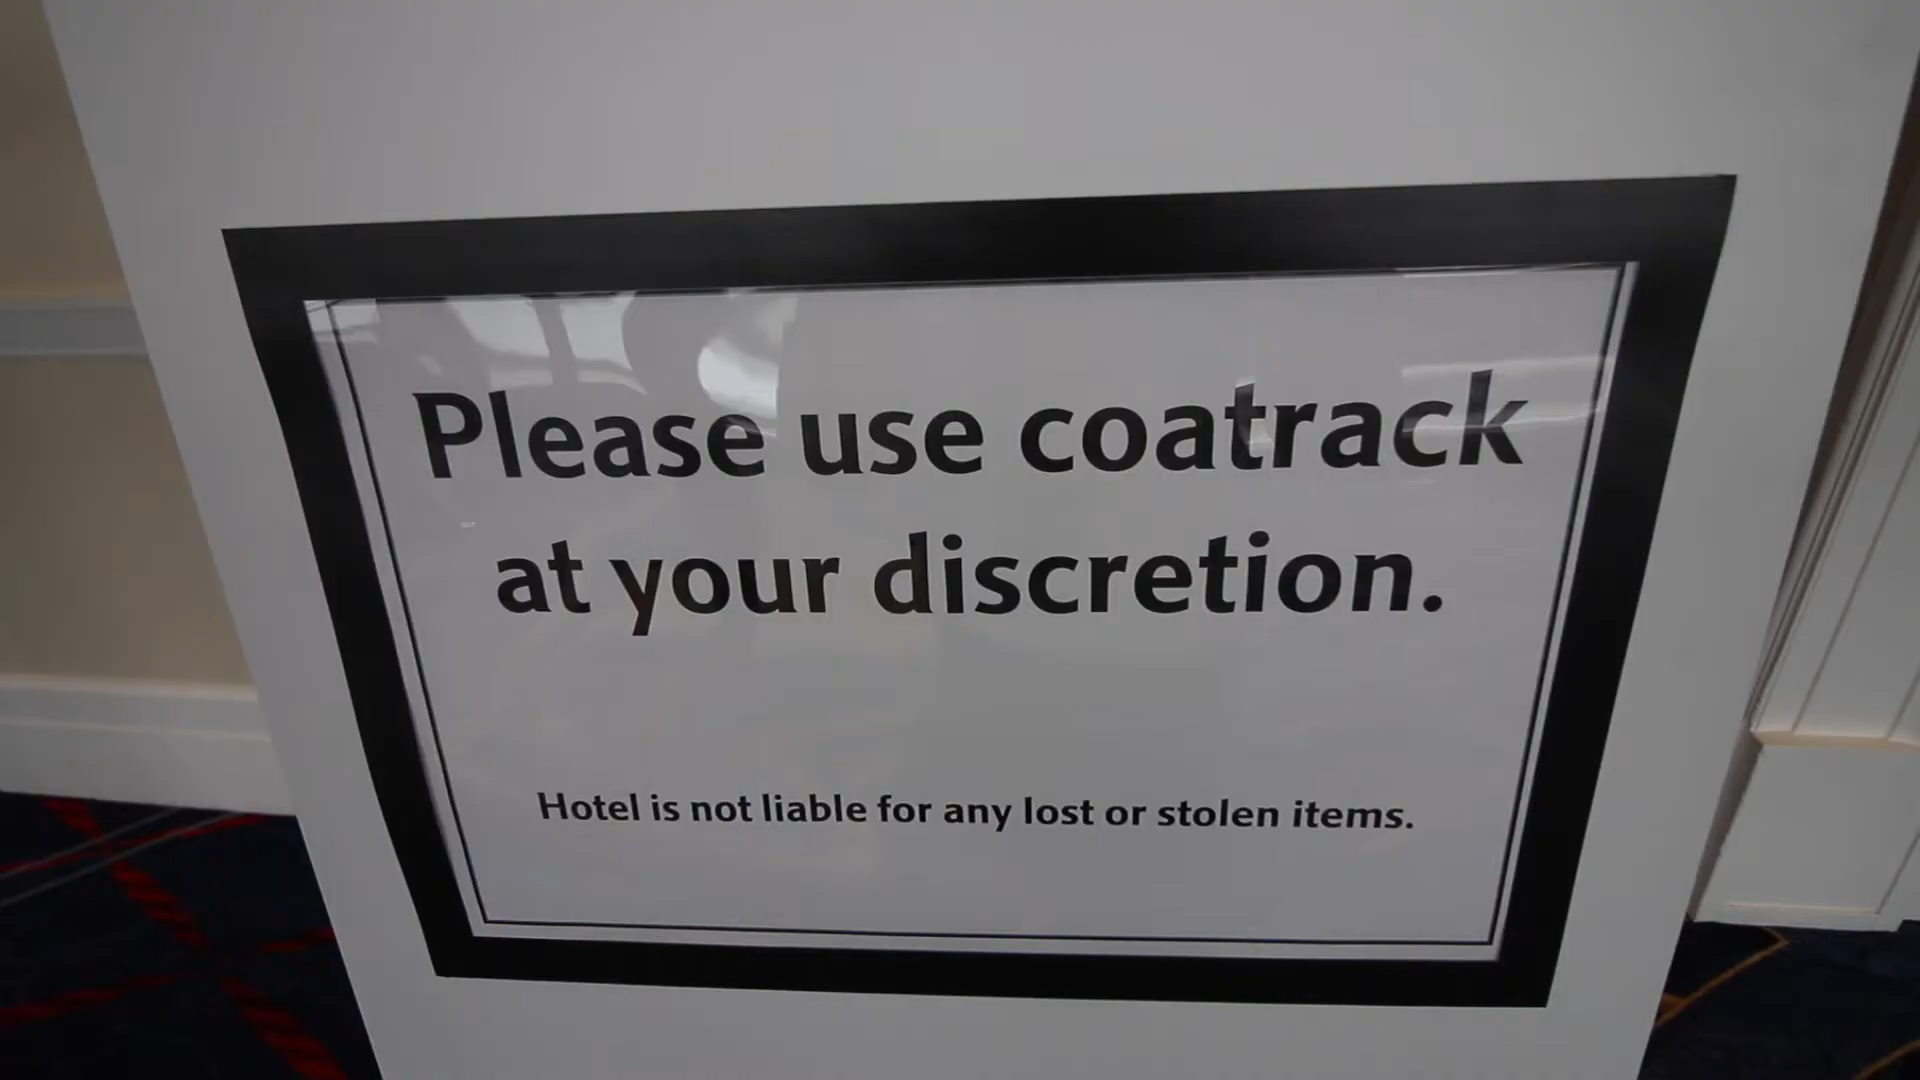 Please use coatrack
at your discretion.
Hotel is not liable for any lost or stolen items.